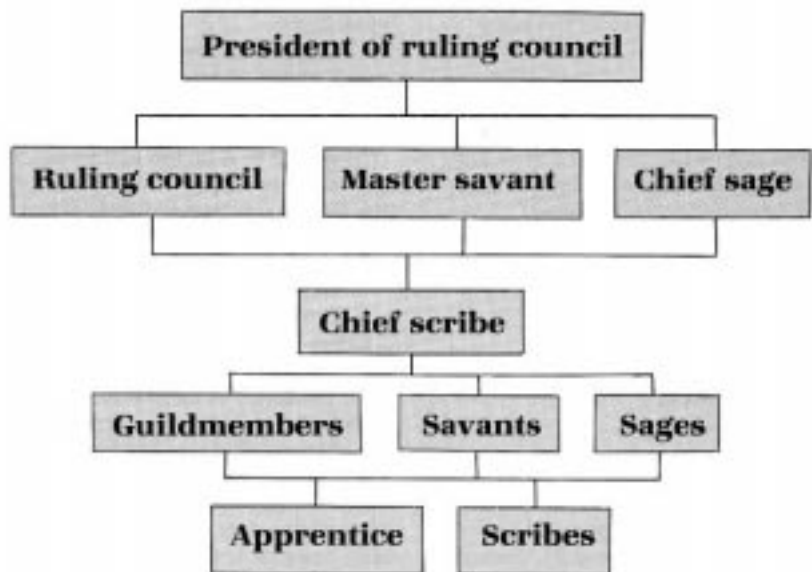 President of ruling council
Ruling council
Master savant
Chief sage
Chief scribe
Guildmembers
Savants
Sages
Apprentice
Scribes